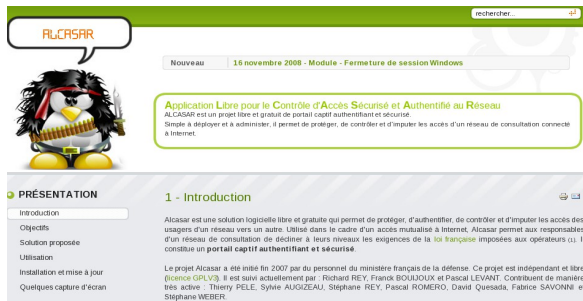 rechercher...
ALCASAR
Nouveau
16 novembre 2008 - Module - Fermeture de session Windows
Application Libre pour le Contrôle d'Accès Sécurisé et Authentifié au Réseau
ALCASAR est un projet libre et gratuit de portail captif authentifiant et sécurisé.
Simple à déployer et à administrer, il permet de protéger, de contrôler et d'imputer les accès d'un réseau de consultation connecté
à Internet.
PRÉSENTATION
Introduction
Objectifs
Solution proposée
Utilisation
Installation et mise à jour
Quelques capture d'écran
1 - Introduction
Alcasar est une solution logicielle libre et gratuite qui permet de protéger, d'authentifier, de contrôler et d'imputer les accès des
usagers d'un réseau vers un autre. Utilisé dans le cadre d'un accès mutualisé à Internet, Alcasar permet aux responsables
d'un réseau de consultation de décliner à leurs niveaux les exigences de la loi française imposées aux opérateurs (1). I
constitue un portail captif authentifiant et sécurisé.
Le projet Alcasar a été initié fin 2007 par du personnel du ministère français de la défense. Ce projet est indépendant et libre
(licence GPLV3). Il est suivi actuellement par : Richard REY, Franck BOUIJOUX et Pascal LEVANT. Contribuent de manière
très active : Thierry PELE, Sylvie AUGIZEAU, Stéphane REY, Pascal ROMERO, David Quesada, Fabrice SAVONNI e
Stéphane WEBER.